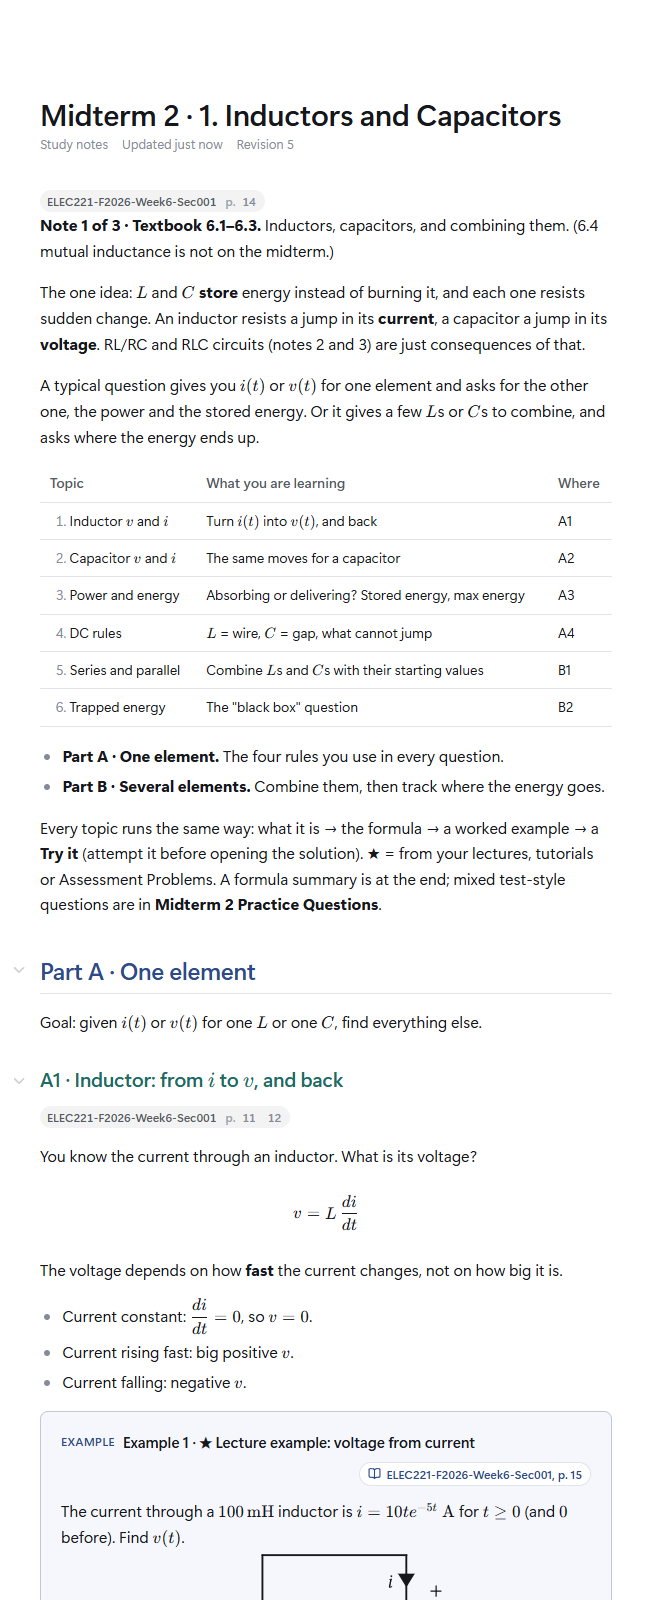 Midterm 2 · 1. Inductors and Capacitors
Study notes Updated just now Revision 5
ELEC221-F2026-Week6-Sec001 p. 14
Note 1 of 3 · Textbook 6.1–6.3. Inductors, capacitors, and combining them. (6.4
mutual inductance is not on the midterm.)
The one idea: L and C store energy instead of burning it, and each one resists
sudden change. An inductor resists a jump in its current, a capacitor a jump in its
voltage. RL/RC and RLC circuits (notes 2 and 3) are just consequences of that.
A typical question gives you i(t) or v(t) for one element and asks for the other
one, the power and the stored energy. Or it gives a few Ls or Cs to combine, and
asks where the energy ends up.
Topic What you are learning Where
1. Inductor v and i Turn i(t) into v(t), and back A1
2. Capacitor v and i The same moves for a capacitor A2
3. Power and energy Absorbing or delivering? Stored energy, max energy A3
4. DC rules L = wire, C = gap, what cannot jump A4
5. Series and parallel Combine Ls and Cs with their starting values B1
6. Trapped energy The "black box" question B2
• Part A · One element. The four rules you use in every question.
• Part B · Several elements. Combine them, then track where the energy goes.
Every topic runs the same way: what it is → the formula → a worked example → a
Try it (attempt it before opening the solution). ★ = from your lectures, tutorials
or Assessment Problems. A formula summary is at the end; mixed test-style
questions are in Midterm 2 Practice Questions.
Part A · One element
Goal: given i(t) or v(t) for one L or one C, find everything else.
A1 · Inductor: from i to v, and back
ELEC221-F2026-Week6-Sec001 p. 11 12
You know the current through an inductor. What is its voltage?
v = L di/dt
The voltage depends on how fast the current changes, not on how big it is.
• Current constant: di/dt = 0, so v = 0.
• Current rising fast: big positive v.
• Current falling: negative v.
EXAMPLE Example 1 · ★ Lecture example: voltage from current
ELEC221-F2026-Week6-Sec001, p. 15
The current through a 100 mH inductor is i = 10te^{−5t} A for t ≥ 0 (and 0
before). Find v(t).
i
+